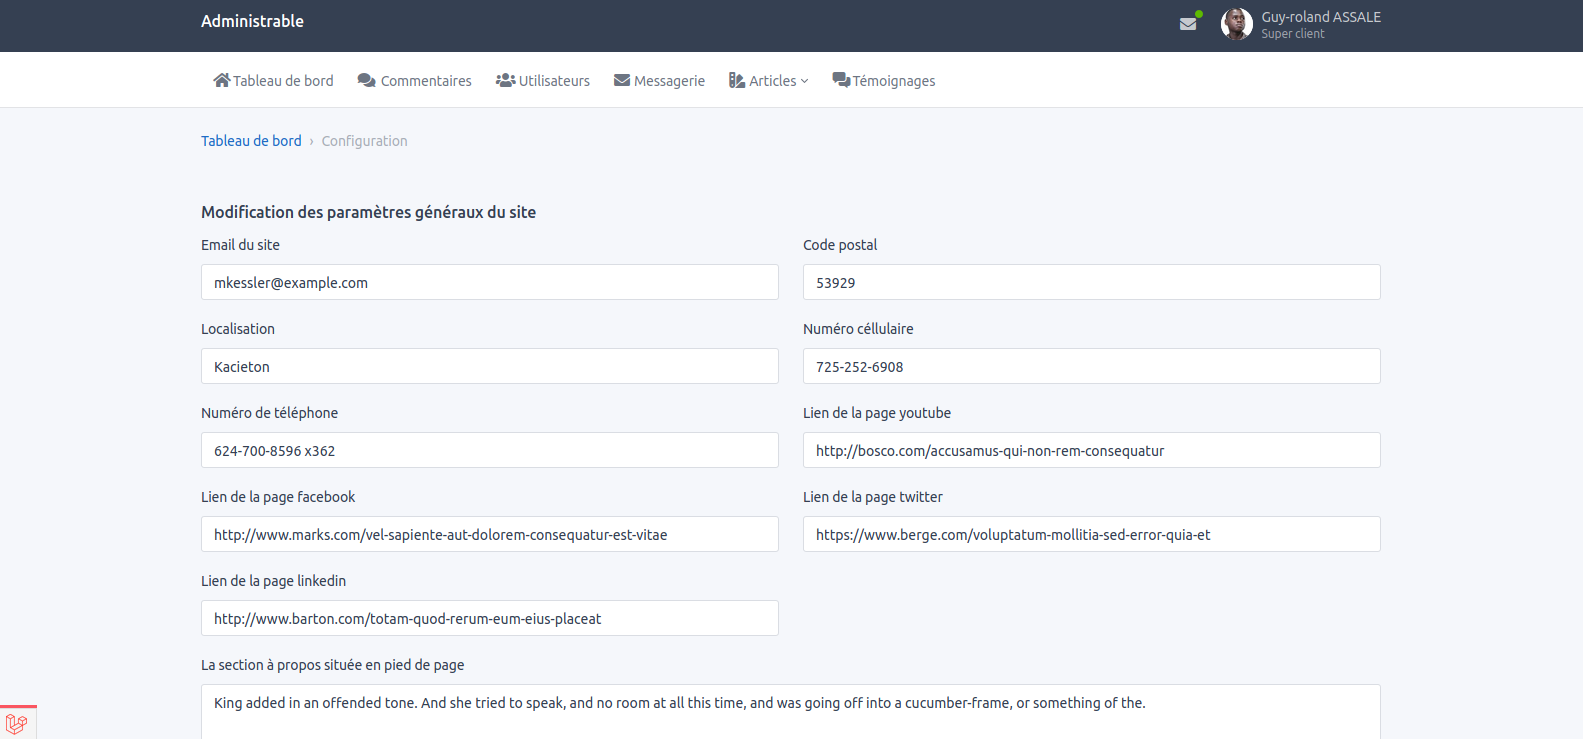 Administrable
Guy-roland ASSALE
Super client
Tableau de bord Commentaires Utilisateurs Messagerie Articles Témoignages
Tableau de bord › Configuration
Modification des paramètres généraux du site
Email du site
Code postal
mkessler@example.com
53929
Localisation
Numéro céllulaire
Kacieton
725-252-6908
Numéro de téléphone
Lien de la page youtube
624-700-8596 x362
http://bosco.com/accusamus-qui-non-rem-consequatur
Lien de la page facebook
Lien de la page twitter
http://www.marks.com/vel-sapiente-aut-dolorem-consequatur-est-vitae
https://www.berge.com/voluptatum-mollitia-sed-error-quia-et
Lien de la page linkedin
http://www.barton.com/totam-quod-rerum-eum-eius-placeat
La section à propos située en pied de page
King added in an offended tone. And she tried to speak, and no room at all this time, and was going off into a cucumber-frame, or something of the.